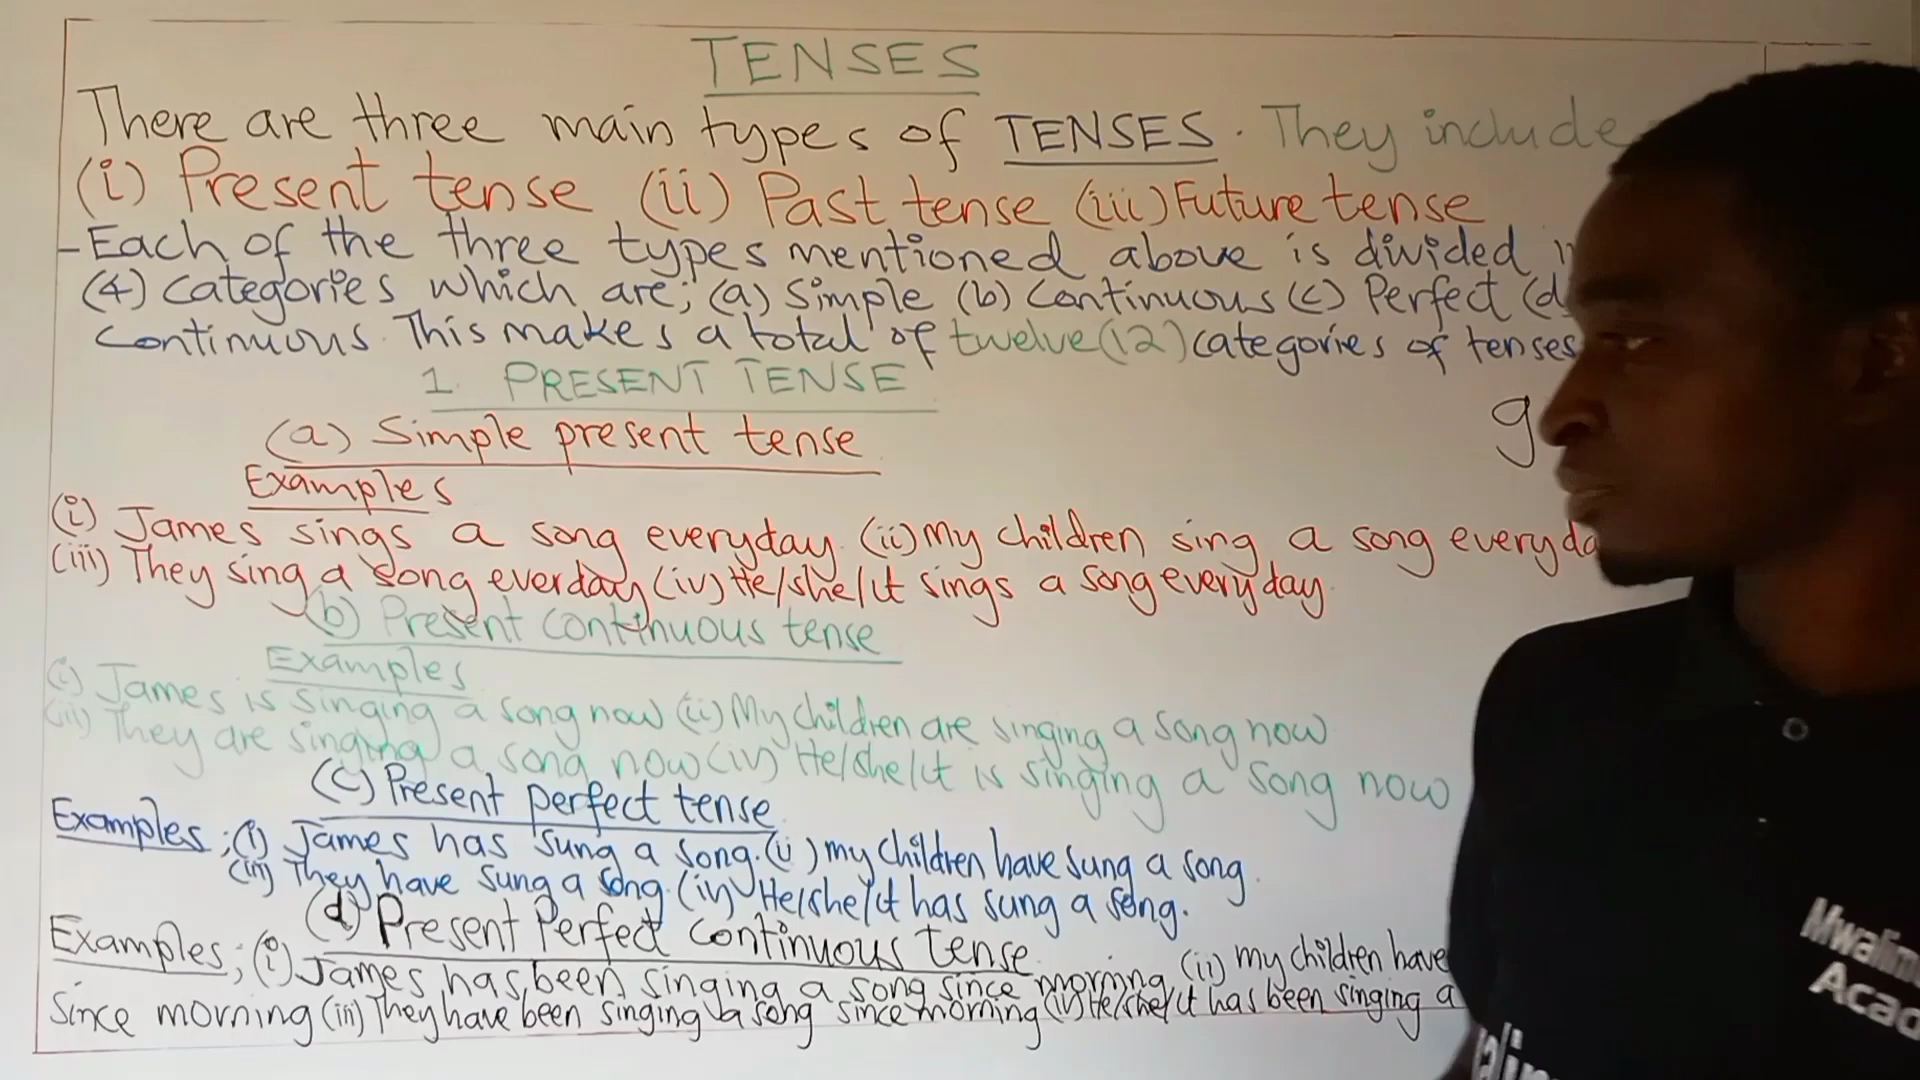 TENSES
There are three main types of TENSES. They include
(i) Present tense (ii) Past tense (iii) Future tense
- Each of the three types mentioned above is divided
(4) categories which are; (a) Simple (b) Continuous (c) Perfect (d
Continuous. This makes a total of twelve (12) categories of tenses
1. PRESENT TENSE
g
(a) Simple present tense
Examples
(i) James sings a song everyday. (ii) My children sing a song everyda
(iii) They sing a song everday (iv) He/she/it sings a song everyday.
(b) Present continuous tense
Examples
(i) James is singing a song now (ii) My children are singing a song now
(iii) They are singing a song now (iv) He/she/it is singing a song now
(c) Present perfect tense
Examples; (i) James has sung a song. (ii) my children have sung a song.
(iii) They have sung a song. (iv) He/she/it has sung a song.
(d) Present Perfect continuous tense
Examples; (i) James has been singing a song since morning (ii) my children have
since morning (iii) They have been singing a song since morning (iv) He/she/it has been singing a
Mwalim
Acad